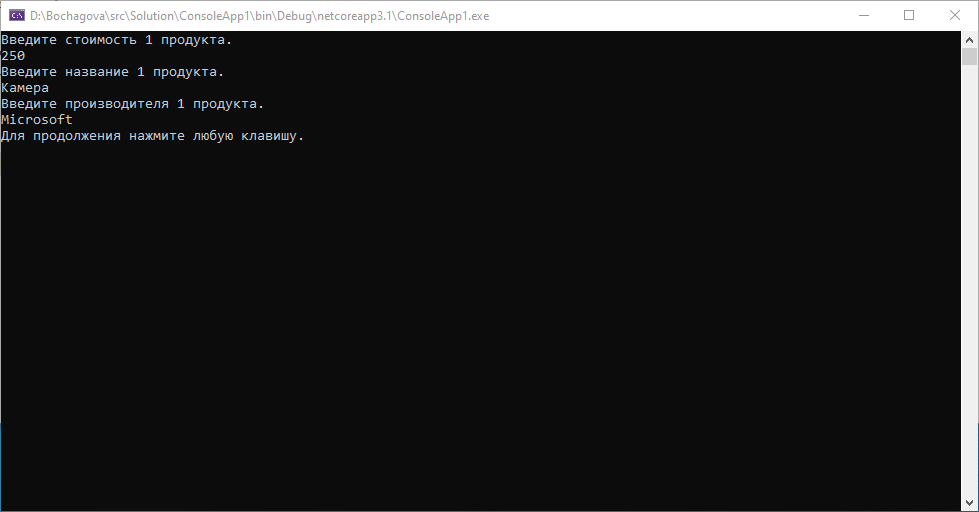 D:\Bochagova\src\Solution\ConsoleApp1\bin\Debug\netcoreapp3.1\ConsoleApp1.exe
Введите стоимость 1 продукта.
250
Введите название 1 продукта.
Камера
Введите производителя 1 продукта.
Microsoft
Для продолжения нажмите любую клавишу.